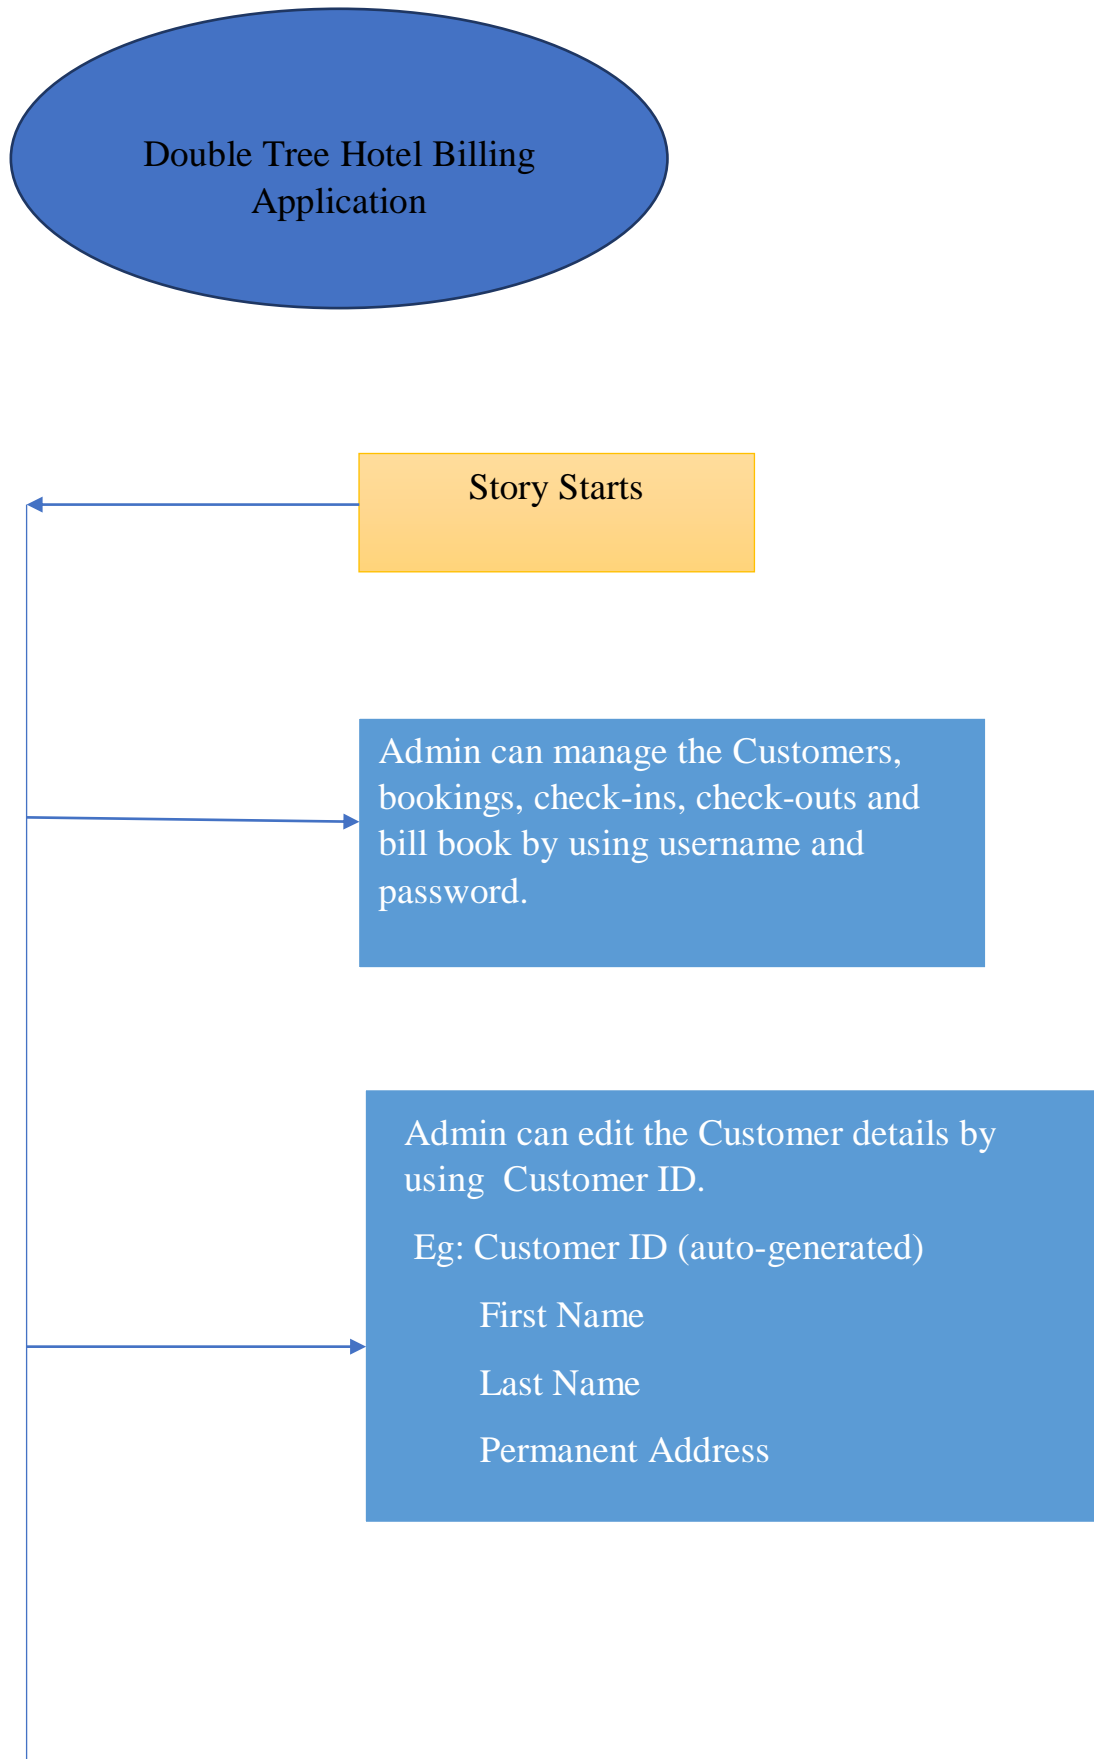 Double Tree Hotel Billing
Application
Story Starts
Admin can manage the Customers,
bookings, check-ins, check-outs and
bill book by using username and
password.
Admin can edit the Customer details by
using  Customer ID.
Eg: Customer ID (auto-generated)
First Name
Last Name
Permanent Address